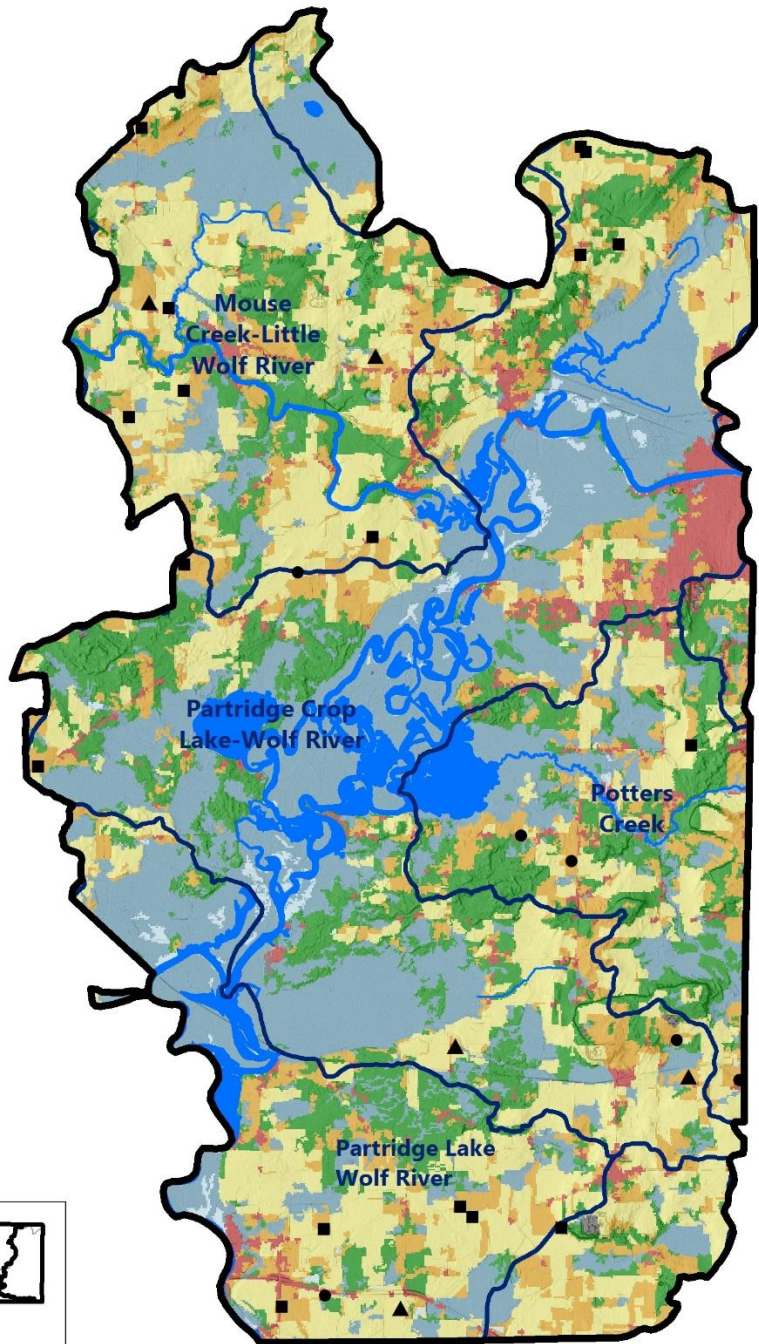 Mouse
Creek-Little
Wolf River
Partridge Crop
Lake-Wolf River
Potters
Creek
Partridge Lake
Wolf River